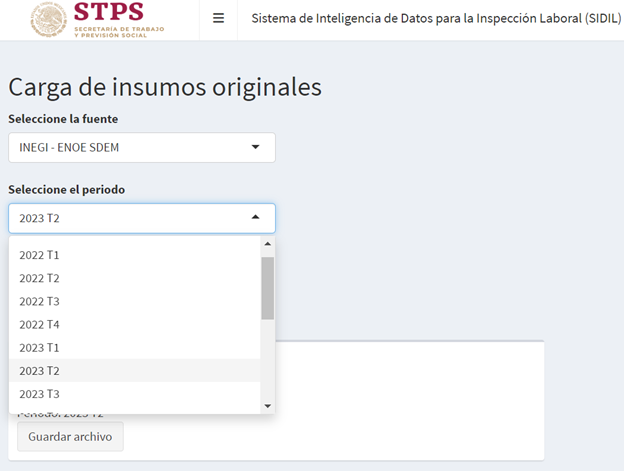 STPS
SECRETARÍA DE TRABAJO
Y PREVISIÓN SOCIAL
Sistema de Inteligencia de Datos para la Inspección Laboral (SIDIL)
Carga de insumos originales
Seleccione la fuente
INEGI - ENOE SDEM
Seleccione el periodo
2023 T2
2022 T1
2022 T2
2022 T3
2022 T4
2023 T1
2023 T2
2023 T3
Periodo: 2023 T2
Guardar archivo